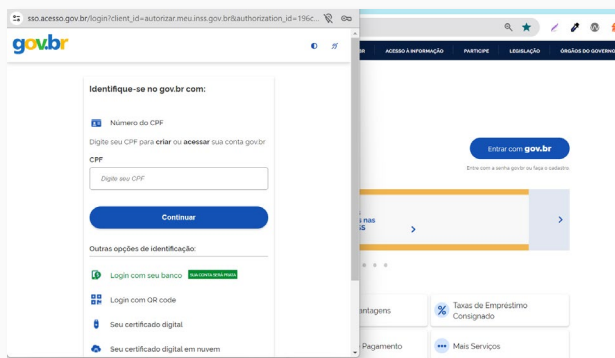 sso.acesso.gov.br/login?client_id=autorizar.meu.inss.gov.br&authorization_id=196c...
gov.br
Identifique-se no gov.br com:
Número do CPF
Digite seu CPF para criar ou acessar sua conta gov.br
CPF
Digite seu CPF
Continuar
Outras opções de identificação:
Login com seu banco SUA CONTA SERÁ PRATA
Login com QR code
Seu certificado digital
Seu certificado digital em nuvem
BR ACESSO À INFORMAÇÃO PARTICIPE LEGISLAÇÃO ÓRGÃOS DO GOVERNO
Entrar com gov.br
Entre com a senha gov.br ou faça o cadastro
s nas
SS
Taxas de Empréstimo
Consignado
Pagamento
Mais Serviços